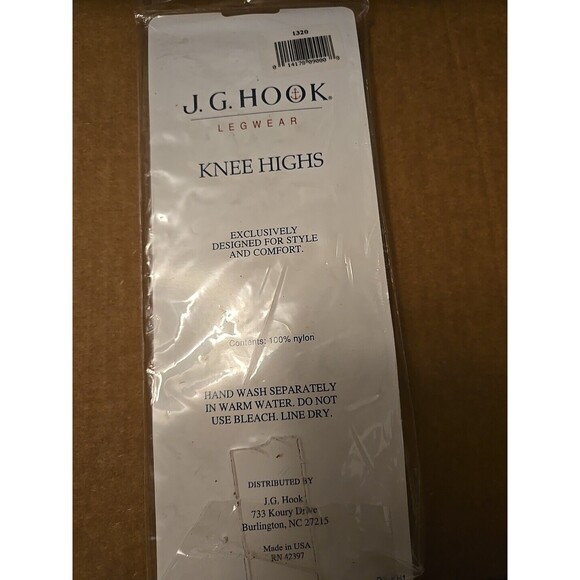 1320
J.G. HOOK®
LEGWEAR
KNEE HIGHS
EXCLUSIVELY
DESIGNED FOR STYLE
AND COMFORT.
Contents: 100% nylon
HAND WASH SEPARATELY
IN WARM WATER. DO NOT
USE BLEACH. LINE DRY.
DISTRIBUTED BY
J.G. Hook
733 Koury Drive
Burlington, NC 27215
Made in USA
RN 42397